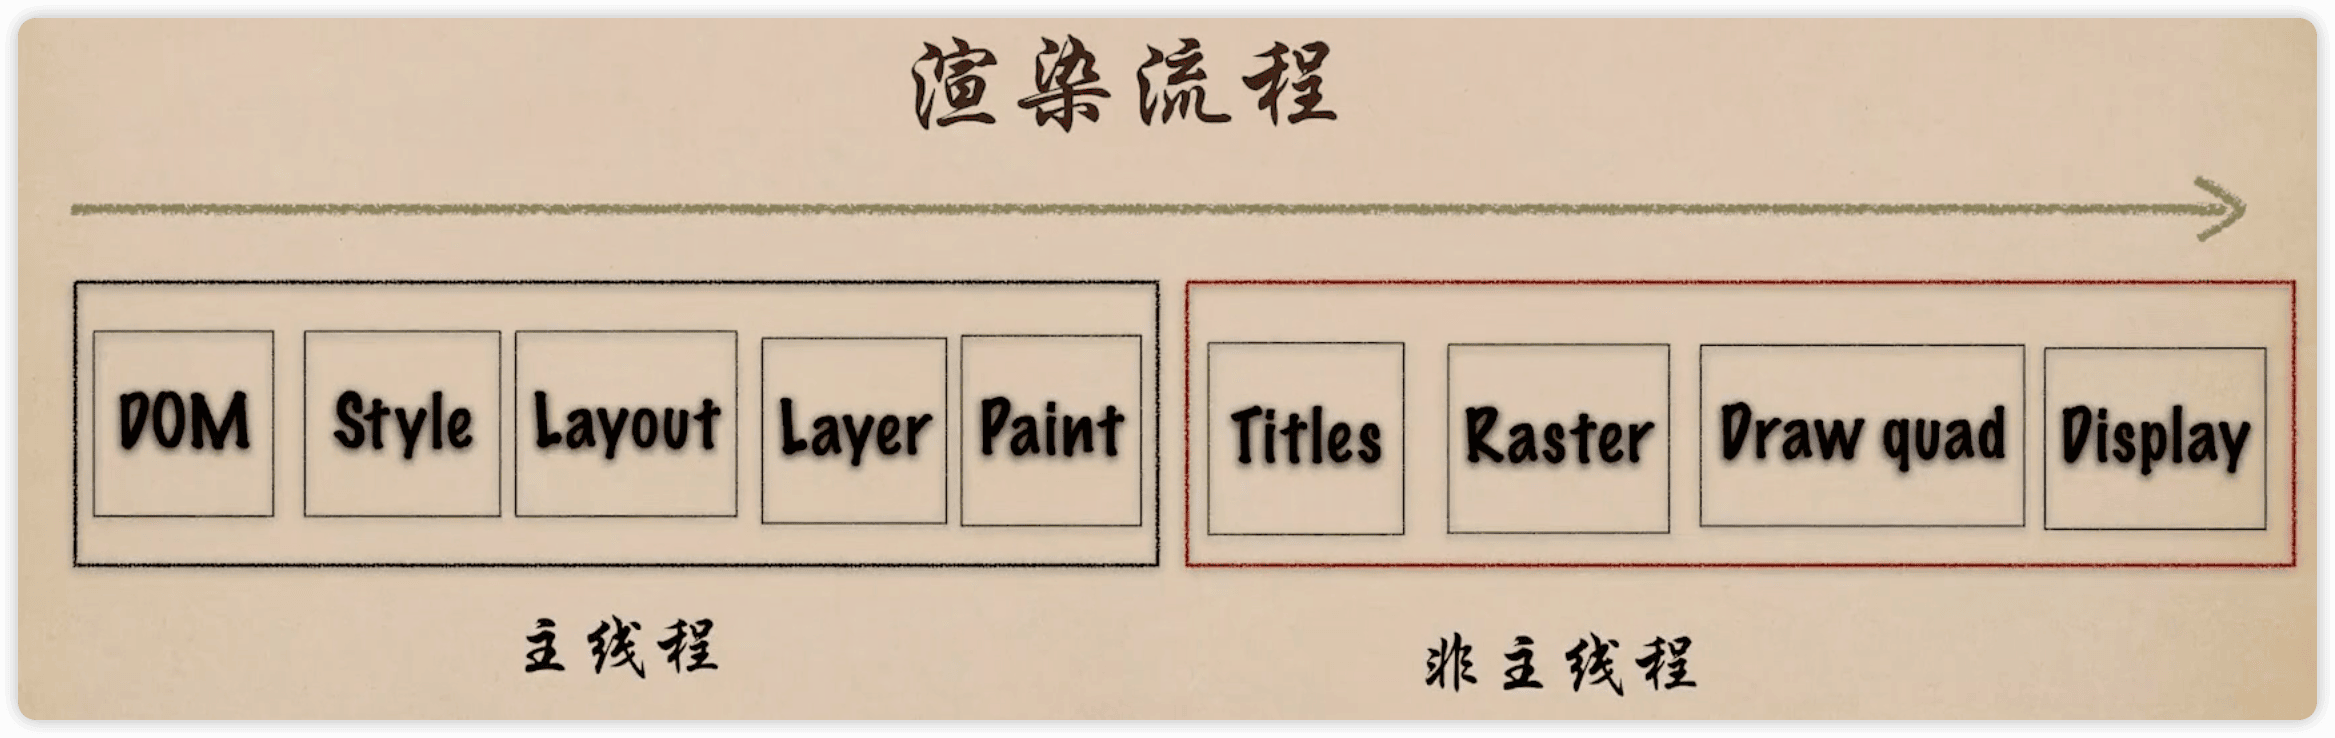 渲染流程
DOM Style Layout Layer Paint Titles Raster Draw quad Display
主线程 非主线程